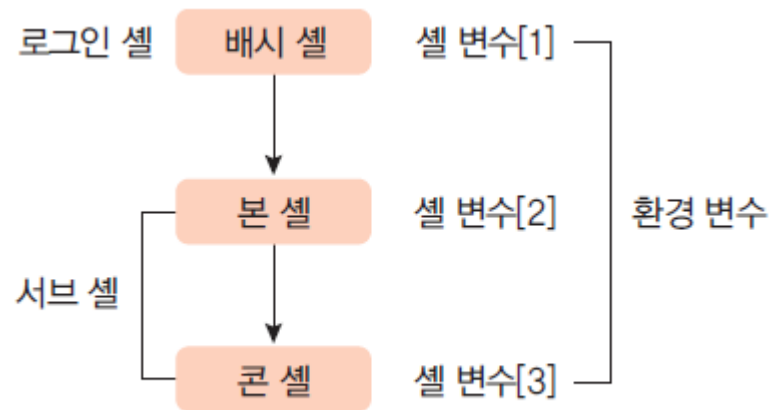 로그인 셸 배시 셸 셸 변수[1]
본 셸 셸 변수[2] 환경 변수
서브 셸
콘 셸 셸 변수[3]